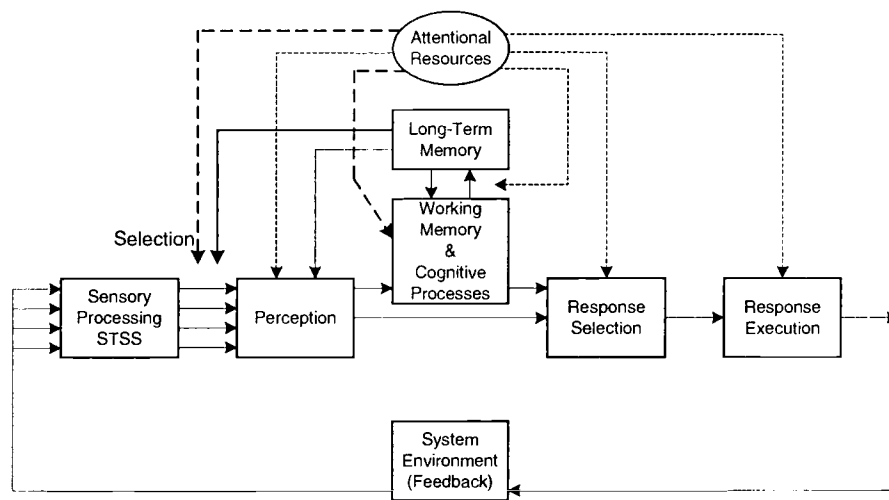 Attentional
Resources
Long-Term
Memory
Selection
Working
Memory
&
Cognitive
Processes
Sensory
Processing
STSS
Perception
Response
Selection
Response
Execution
System
Environment
(Feedback)